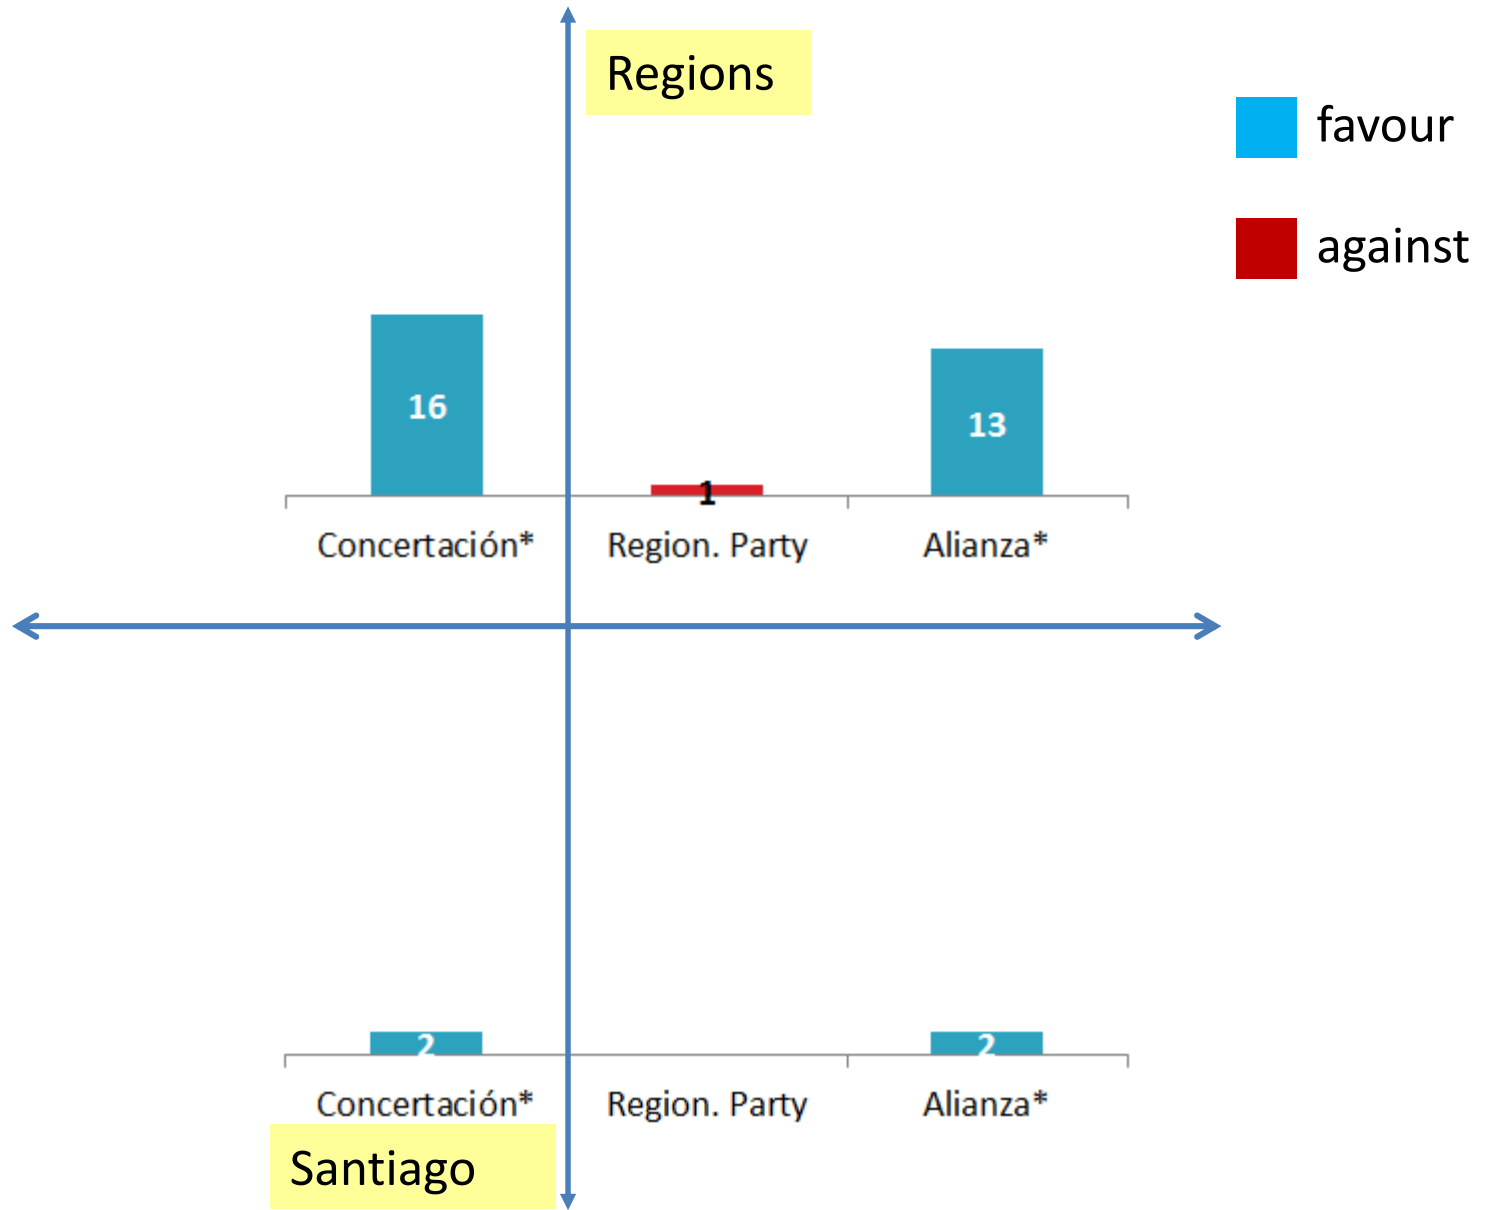 Regions
favour
against
16
1
13
Concertación* Region. Party Alianza*
2 2
Concertación* Region. Party Alianza*
Santiago